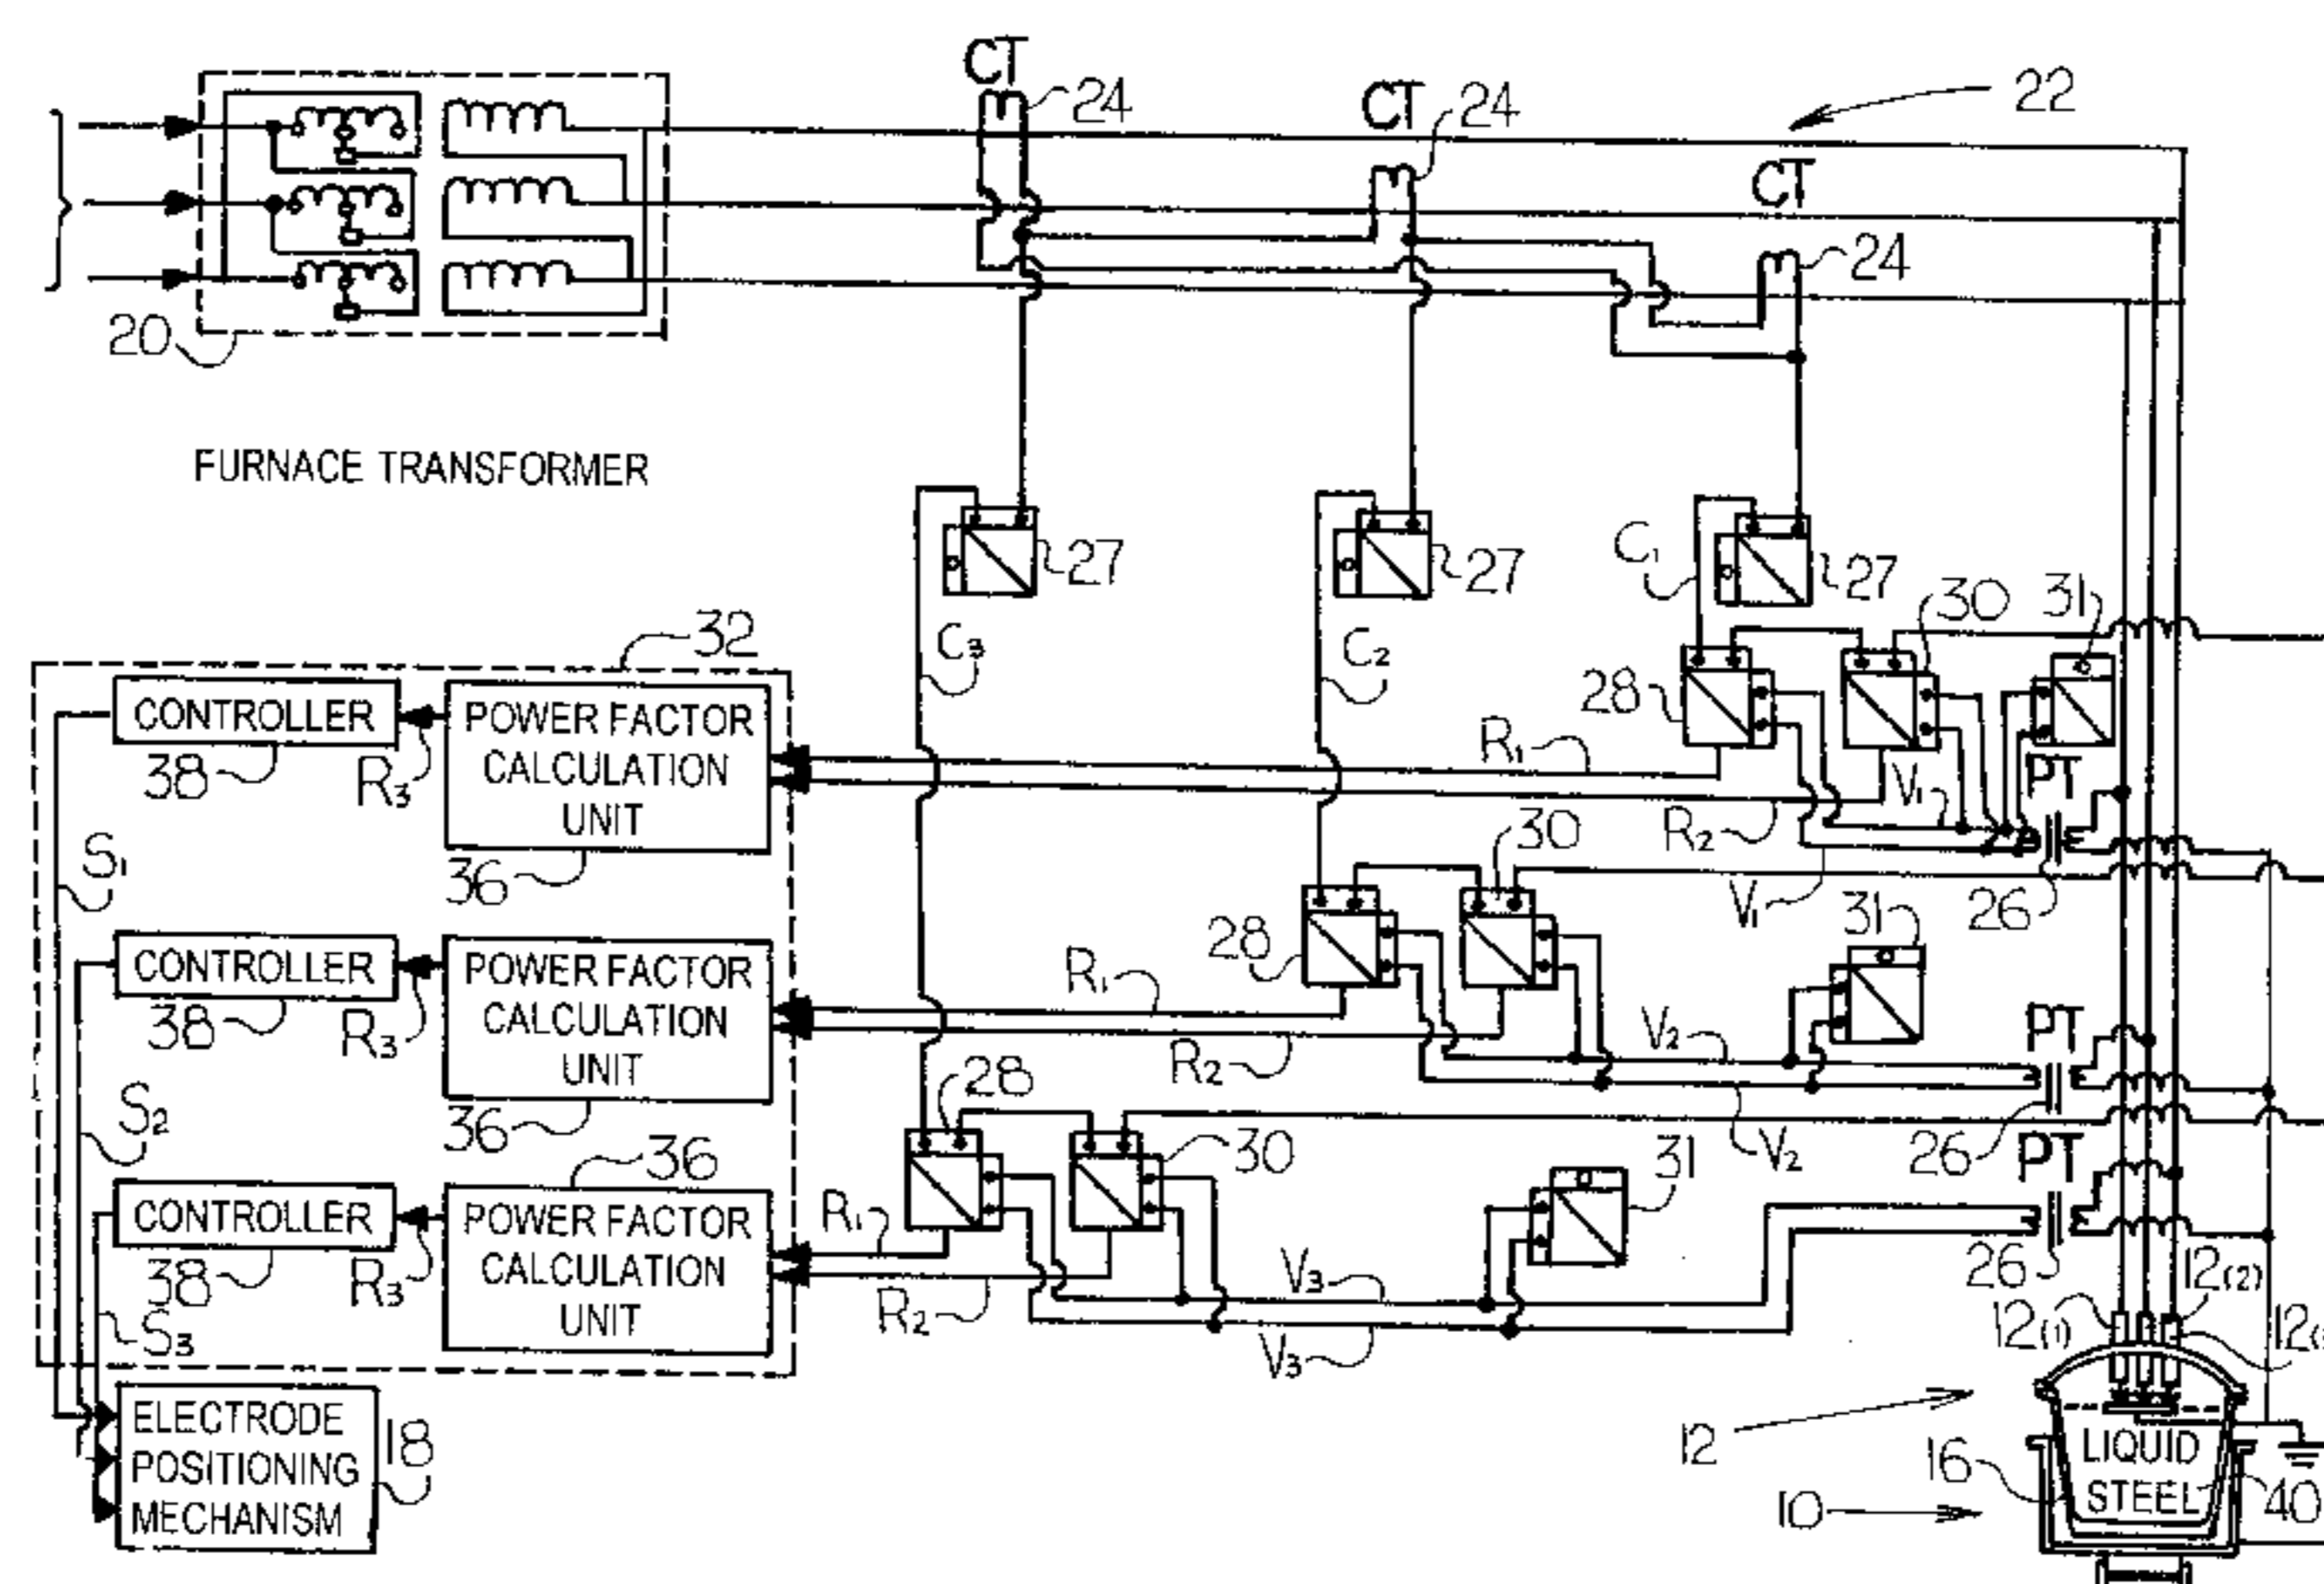 CT
24
CT
24
22
CT
24
20
FURNACE TRANSFORMER
27
27
C1
27
30
31
32
C3
C2
28
CONTROLLER
38
R3
POWER FACTOR
CALCULATION
UNIT
36
R1
R2
V1
PT
V1
26
S1
30
28
31
CONTROLLER
38
R3
POWER FACTOR
CALCULATION
UNIT
36
R1
R2
V2
PT
V2
26
S2
28
30
31
PT
36
CONTROLLER
38
R3
POWER FACTOR
CALCULATION
UNIT
R1
R2
V3
V3
26
12(2)
12(1)
S3
ELECTRODE
POSITIONING
MECHANISM
18
12
LIQUID
STEEL
16
40
10